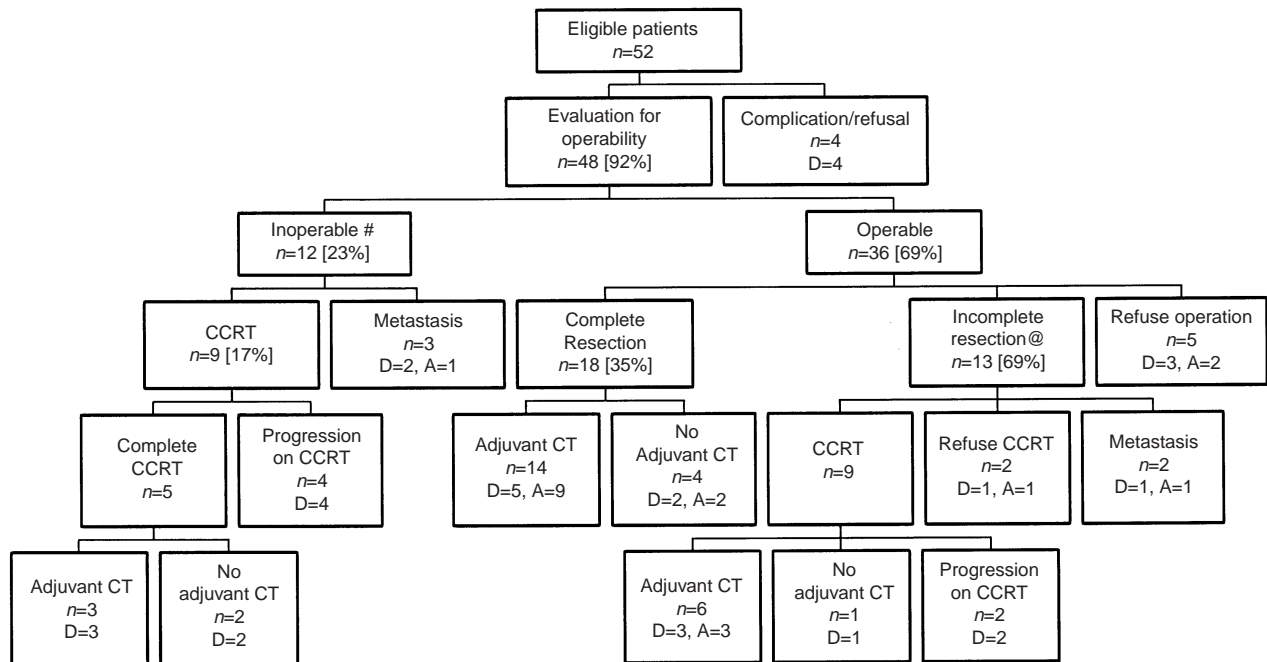 Eligible patients
n=52
Evaluation for
operability
n=48 [92%]
Complication/refusal
n=4
D=4
Inoperable #
n=12 [23%]
Operable
n=36 [69%]
CCRT
n=9 [17%]
Metastasis
n=3
D=2, A=1
Complete
Resection
n=18 [35%]
Incomplete
resection@
n=13 [69%]
Refuse operation
n=5
D=3, A=2
Complete
CCRT
n=5
Progression
on CCRT
n=4
D=4
Adjuvant CT
n=14
D=5, A=9
No
Adjuvant CT
n=4
D=2, A=2
CCRT
n=9
Refuse CCRT
n=2
D=1, A=1
Metastasis
n=2
D=1, A=1
Adjuvant CT
n=3
D=3
No
adjuvant CT
n=2
D=2
Adjuvant CT
n=6
D=3, A=3
No
adjuvant CT
n=1
D=1
Progression
on CCRT
n=2
D=2